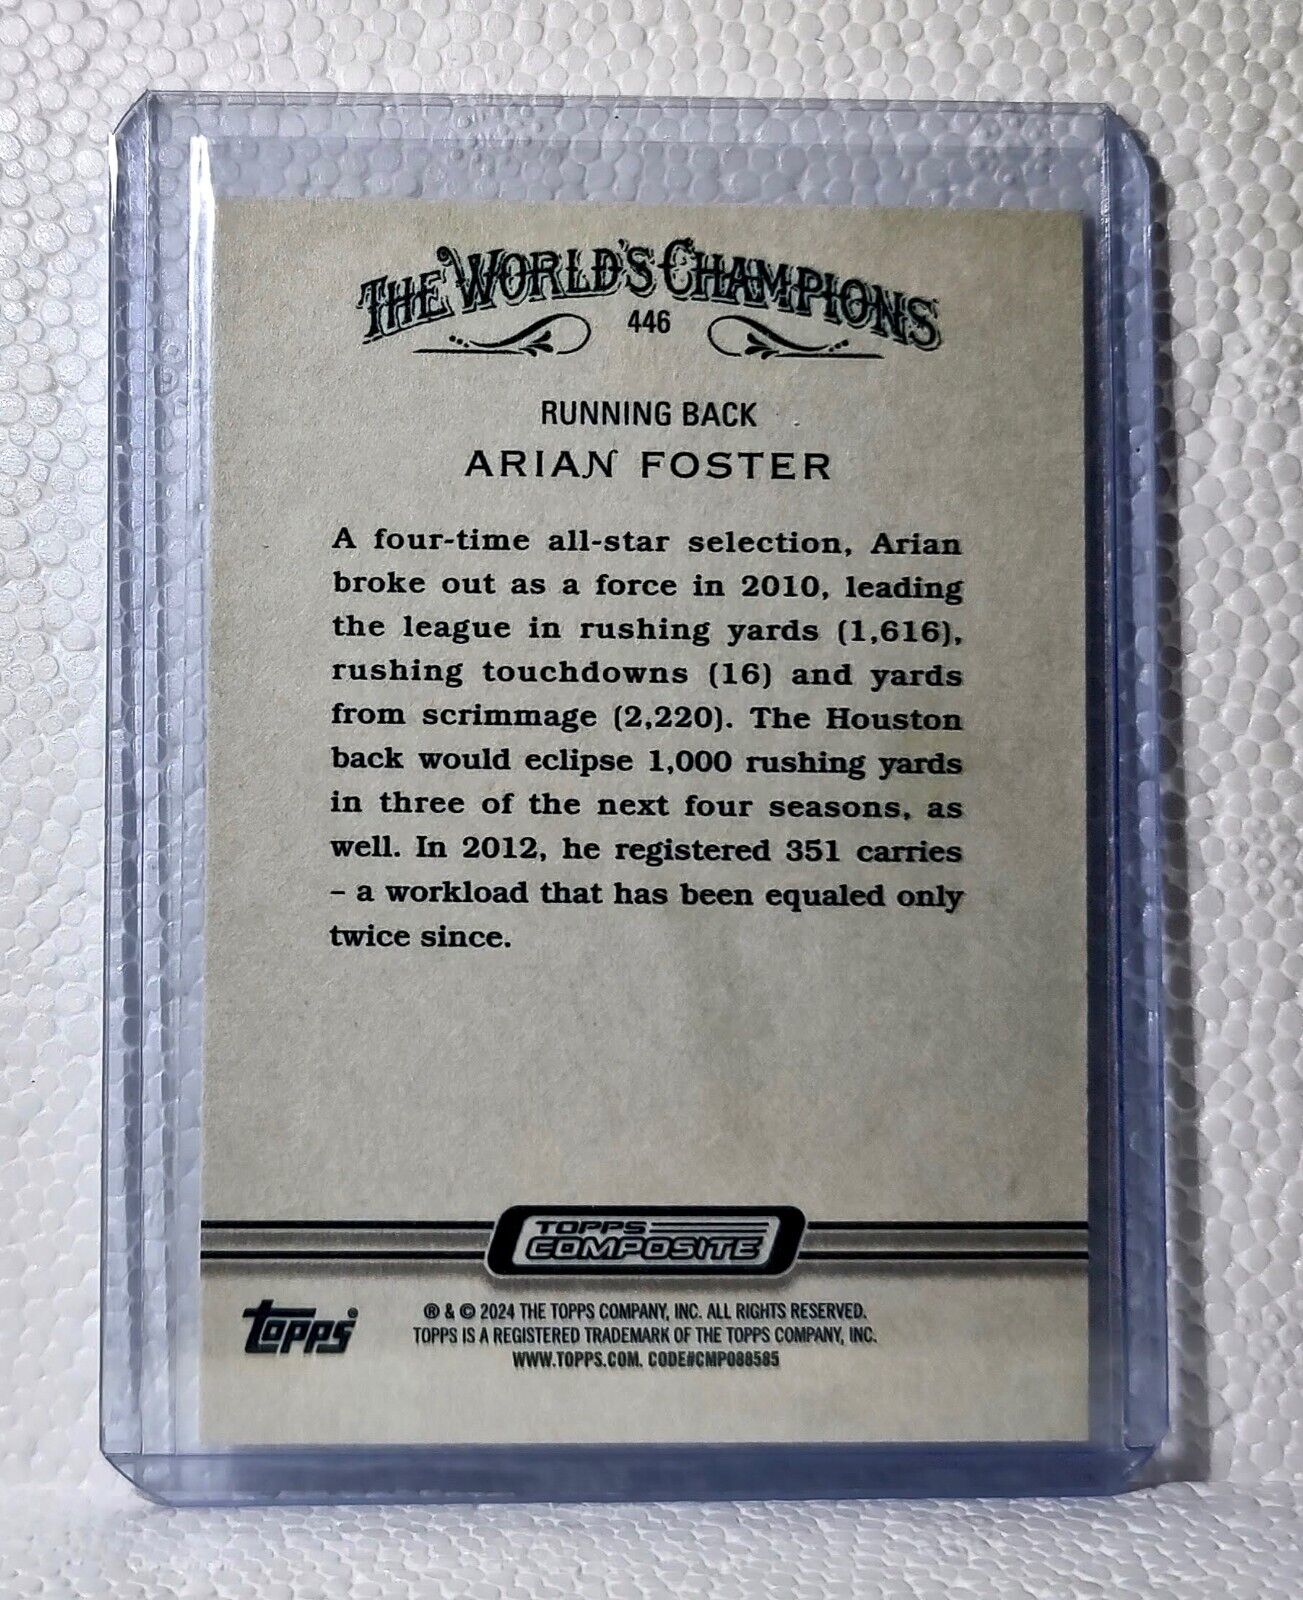 THE WORLD'S CHAMPIONS
446
RUNNING BACK
ARIAN FOSTER
A four-time all-star selection, Arian
broke out as a force in 2010, leading
the league in rushing yards (1,616),
rushing touchdowns (16) and yards
from scrimmage (2,220). The Houston
back would eclipse 1,000 rushing yards
in three of the next four seasons, as
well. In 2012, he registered 351 carries
– a workload that has been equaled only
twice since.
TOPPS
COMPOSITE
topps®
® & © 2024 THE TOPPS COMPANY, INC. ALL RIGHTS RESERVED.
TOPPS IS A REGISTERED TRADEMARK OF THE TOPPS COMPANY, INC.
WWW.TOPPS.COM. CODE#CMP088585